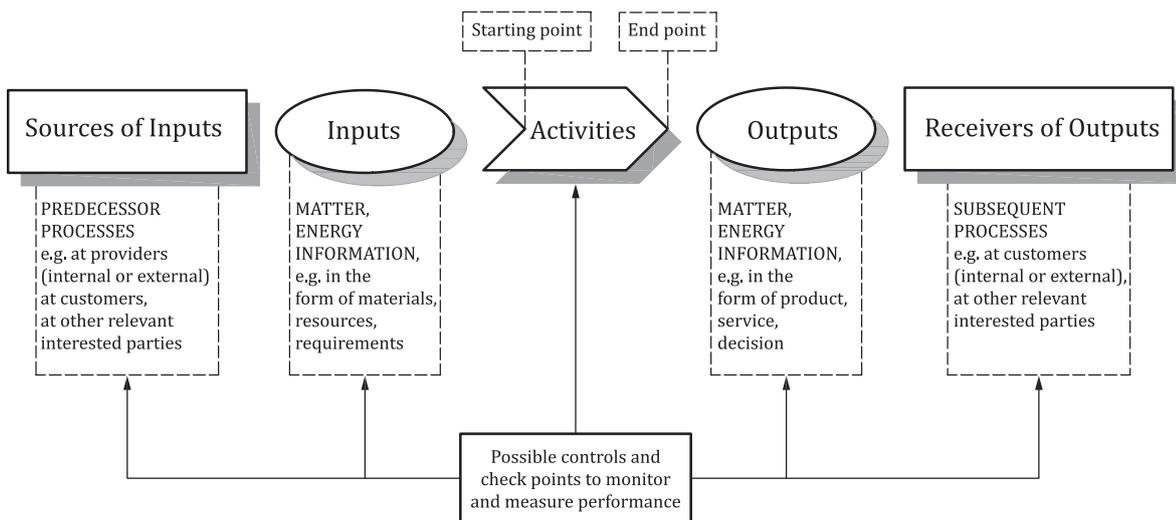 Starting point
End point
Sources of Inputs
Inputs
Activities
Outputs
Receivers of Outputs
PREDECESSOR
PROCESSES
e.g. at providers
(internal or external)
at customers,
at other relevant
interested parties
MATTER,
ENERGY
INFORMATION,
e.g. in the
form of materials,
resources,
requirements
MATTER,
ENERGY
INFORMATION,
e.g. in the
form of product,
service,
decision
SUBSEQUENT
PROCESSES
e.g. at customers
(internal or external),
at other relevant
interested parties
Possible controls and
check points to monitor
and measure performance